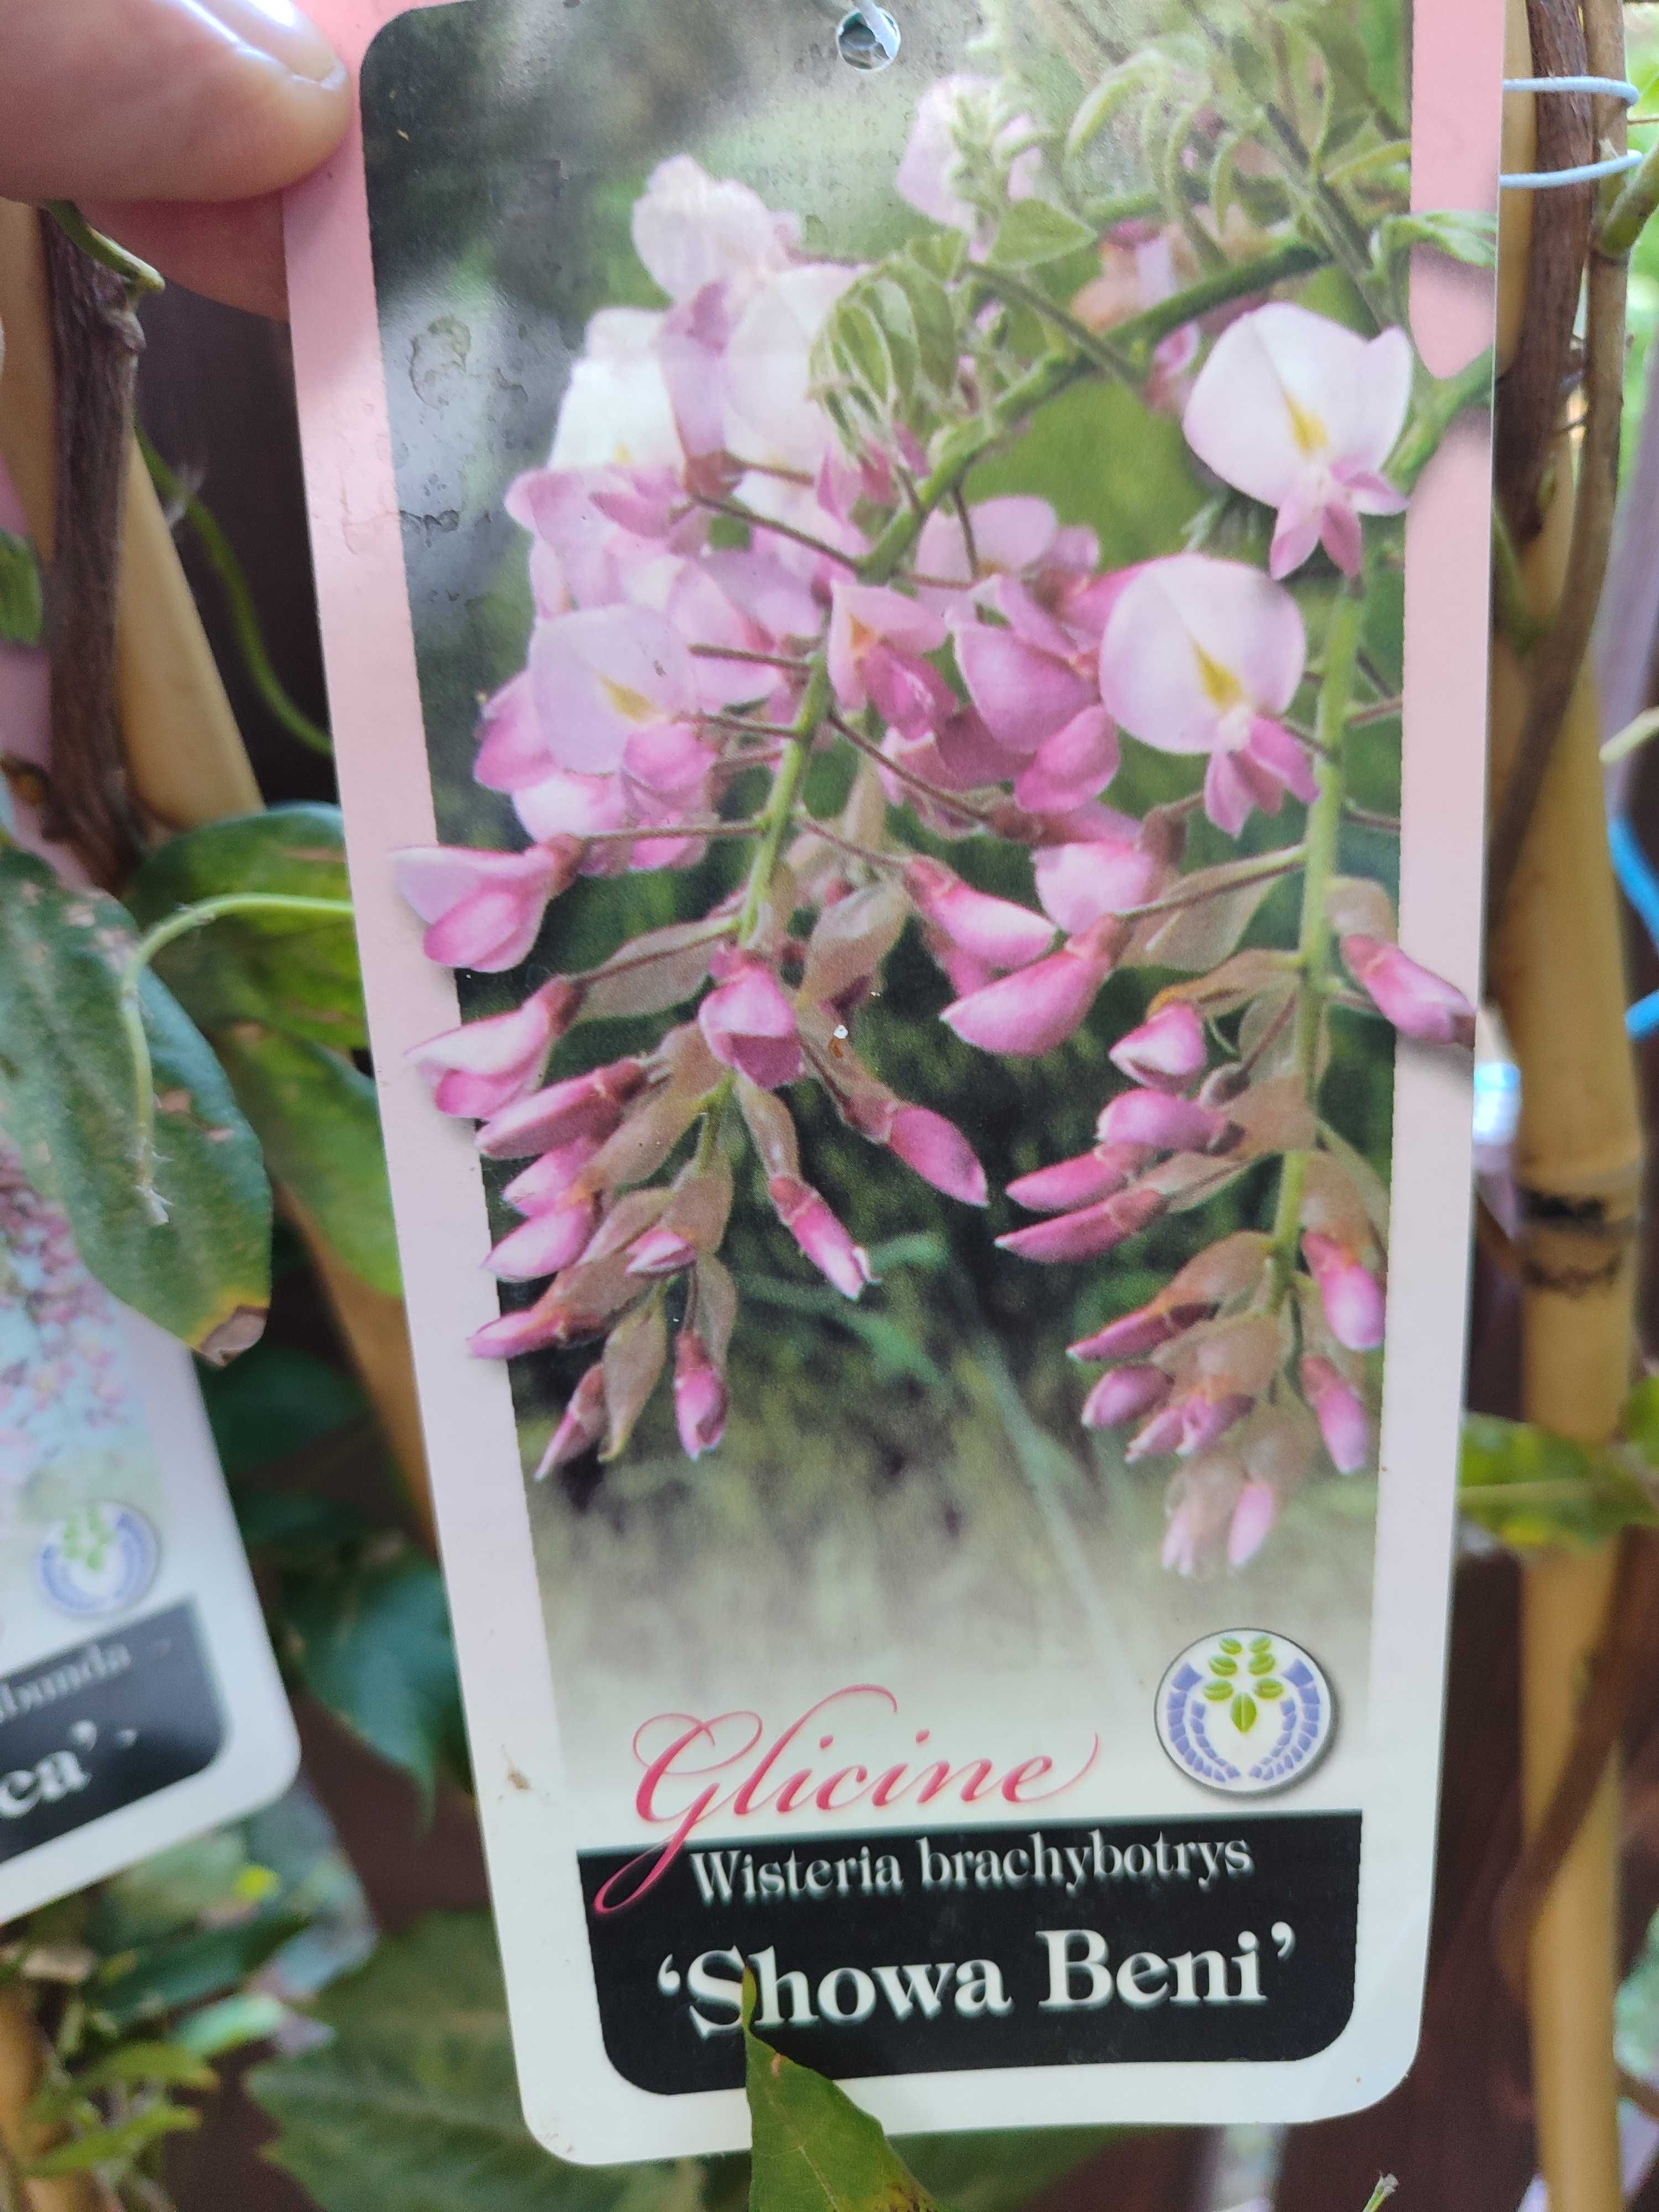 Glicine
Wisteria brachybotrys
‘Showa Beni’